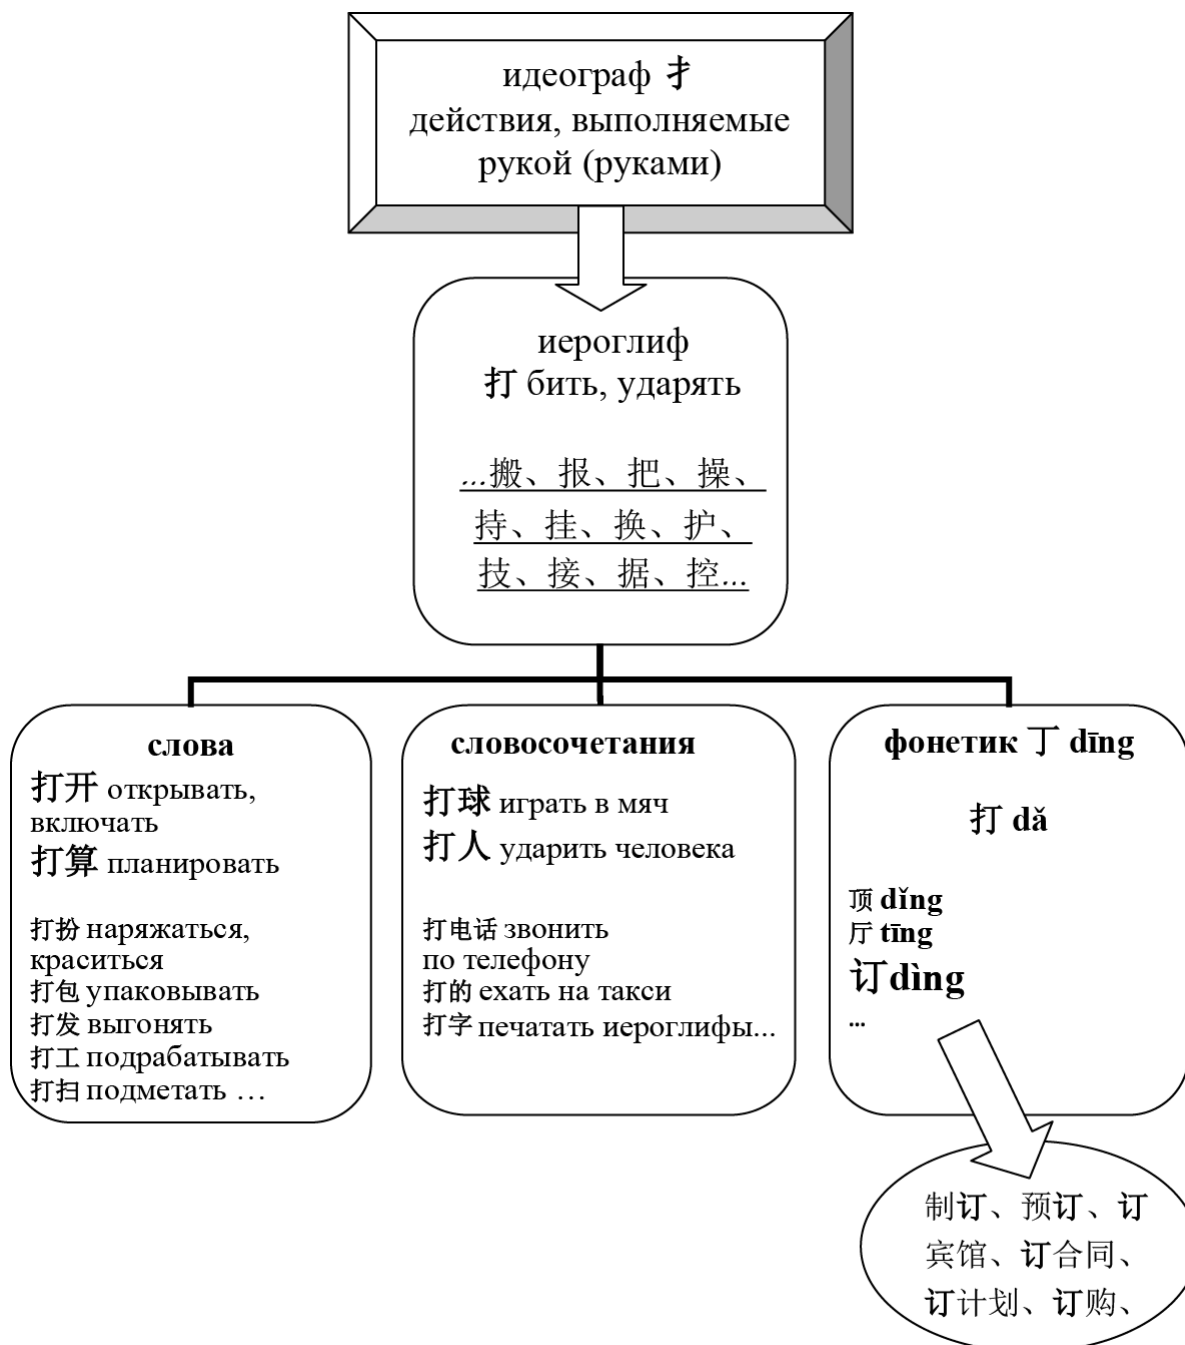 идеограф 扌
действия, выполняемые
рукой (руками)
иероглиф
打 бить, ударять
...搬、报、把、操、
持、挂、换、护、
技、接、据、控...
слова
打开 открывать,
включать
打算 планировать
打扮 наряжаться,
краситься
打包 упаковывать
打发 выгонять
打工 подрабатывать
打扫 подметать …
словосочетания
打球 играть в мяч
打人 ударить человека
打电话 звонить
по телефону
打的 ехать на такси
打字 печатать иероглифы...
фонетик 丁 dīng
打 dǎ
顶 dǐng
厅 tīng
订 dìng
...
制订、预订、订
宾馆、订合同、
订计划、订购、